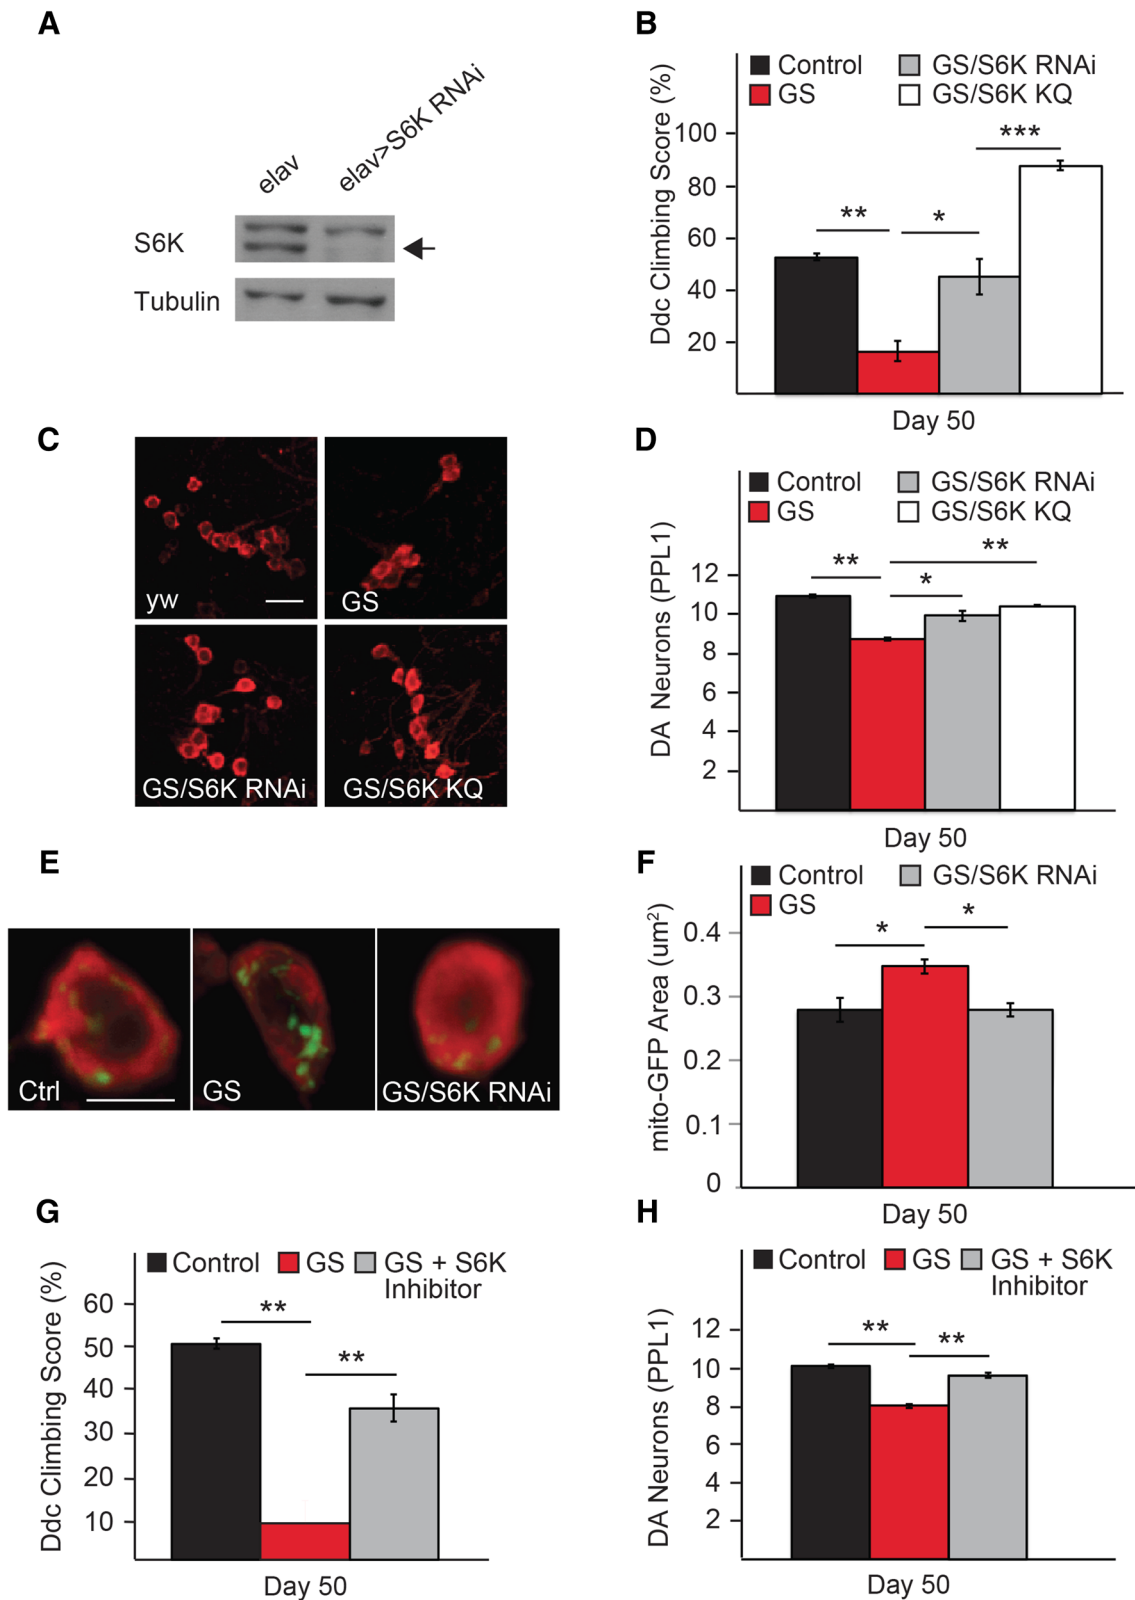 A
elav
elav>S6K RNAi
S6K
Tubulin
B
Control
GS/S6K RNAi
GS
GS/S6K KQ
Ddc Climbing Score (%)
100
80
60
40
20
**
*
***
Day 50
C
yw
GS
GS/S6K RNAi
GS/S6K KQ
D
Control
GS/S6K RNAi
GS
GS/S6K KQ
DA Neurons (PPL1)
12
10
8
6
4
2
**
*
**
Day 50
E
Ctrl
GS
GS/S6K RNAi
F
Control
GS/S6K RNAi
GS
mito-GFP Area (um²)
0.4
0.3
0.2
0.1
0
*
*
Day 50
G
Control
GS
GS + S6K
Inhibitor
Ddc Climbing Score (%)
60
50
40
30
20
10
**
**
Day 50
H
Control
GS
GS + S6K
Inhibitor
DA Neurons (PPL1)
12
10
8
6
4
2
**
**
Day 50